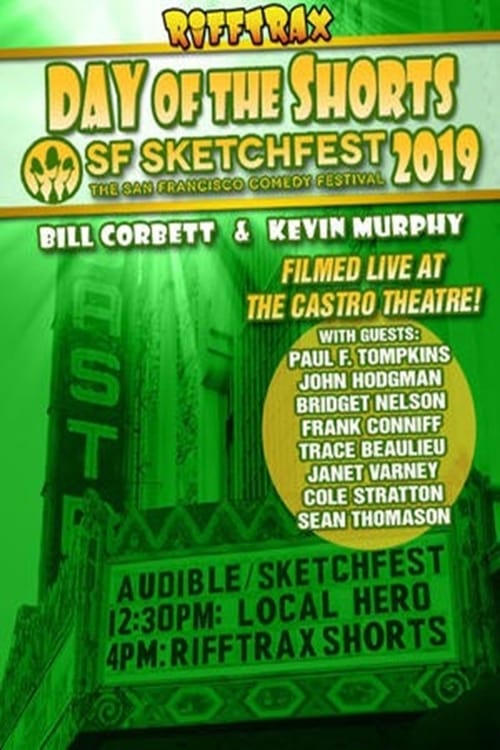 RiFFTRAX
DAY OF THE SHORTS
SF SKETCHFEST 2019
THE SAN FRANCISCO COMEDY FESTIVAL
BILL CORBETT & KEVIN MURPHY
FILMED LIVE AT
THE CASTRO THEATRE!
WITH GUESTS:
PAUL F. TOMPKINS
JOHN HODGMAN
BRIDGET NELSON
FRANK CONNIFF
TRACE BEAULIEU
JANET VARNEY
COLE STRATTON
SEAN THOMASON
ASTR
AUDIBLE/SKETCHFEST
12:30PM: LOCAL HERO
4PM: RIFFTRAX SHORTS